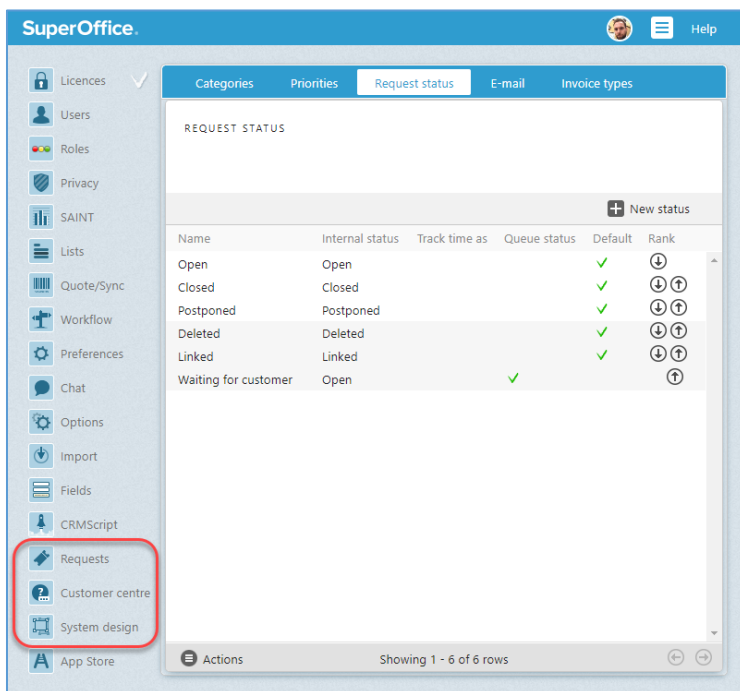 SuperOffice.
Help
Licences
Users
Roles
Privacy
SAINT
Lists
Quote/Sync
Workflow
Preferences
Chat
Options
Import
Fields
CRMScript
Requests
Customer centre
System design
App Store
Categories Priorities Request status E-mail Invoice types
REQUEST STATUS
New status
Name Internal status Track time as Queue status Default Rank
Open Open
Closed Closed
Postponed Postponed
Deleted Deleted
Linked Linked
Waiting for customer Open
Actions Showing 1 - 6 of 6 rows